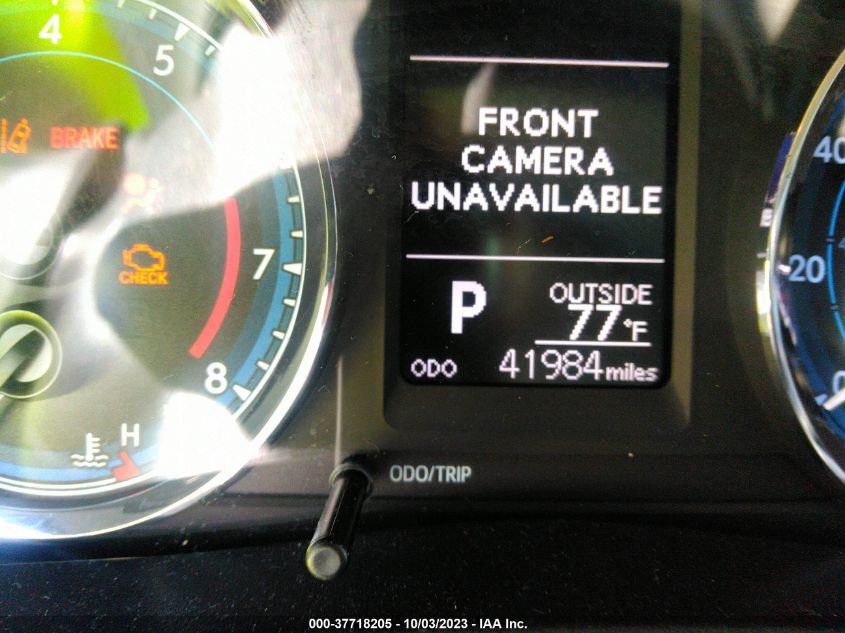 4
5
BRAKE
FRONT
CAMERA
UNAVAILABLE
40
CHECK
7
20
P
OUTSIDE
77°F
8
ODO 41984 miles
0
H
ODO/TRIP
000-37718205 - 10/03/2023 - IAA Inc.